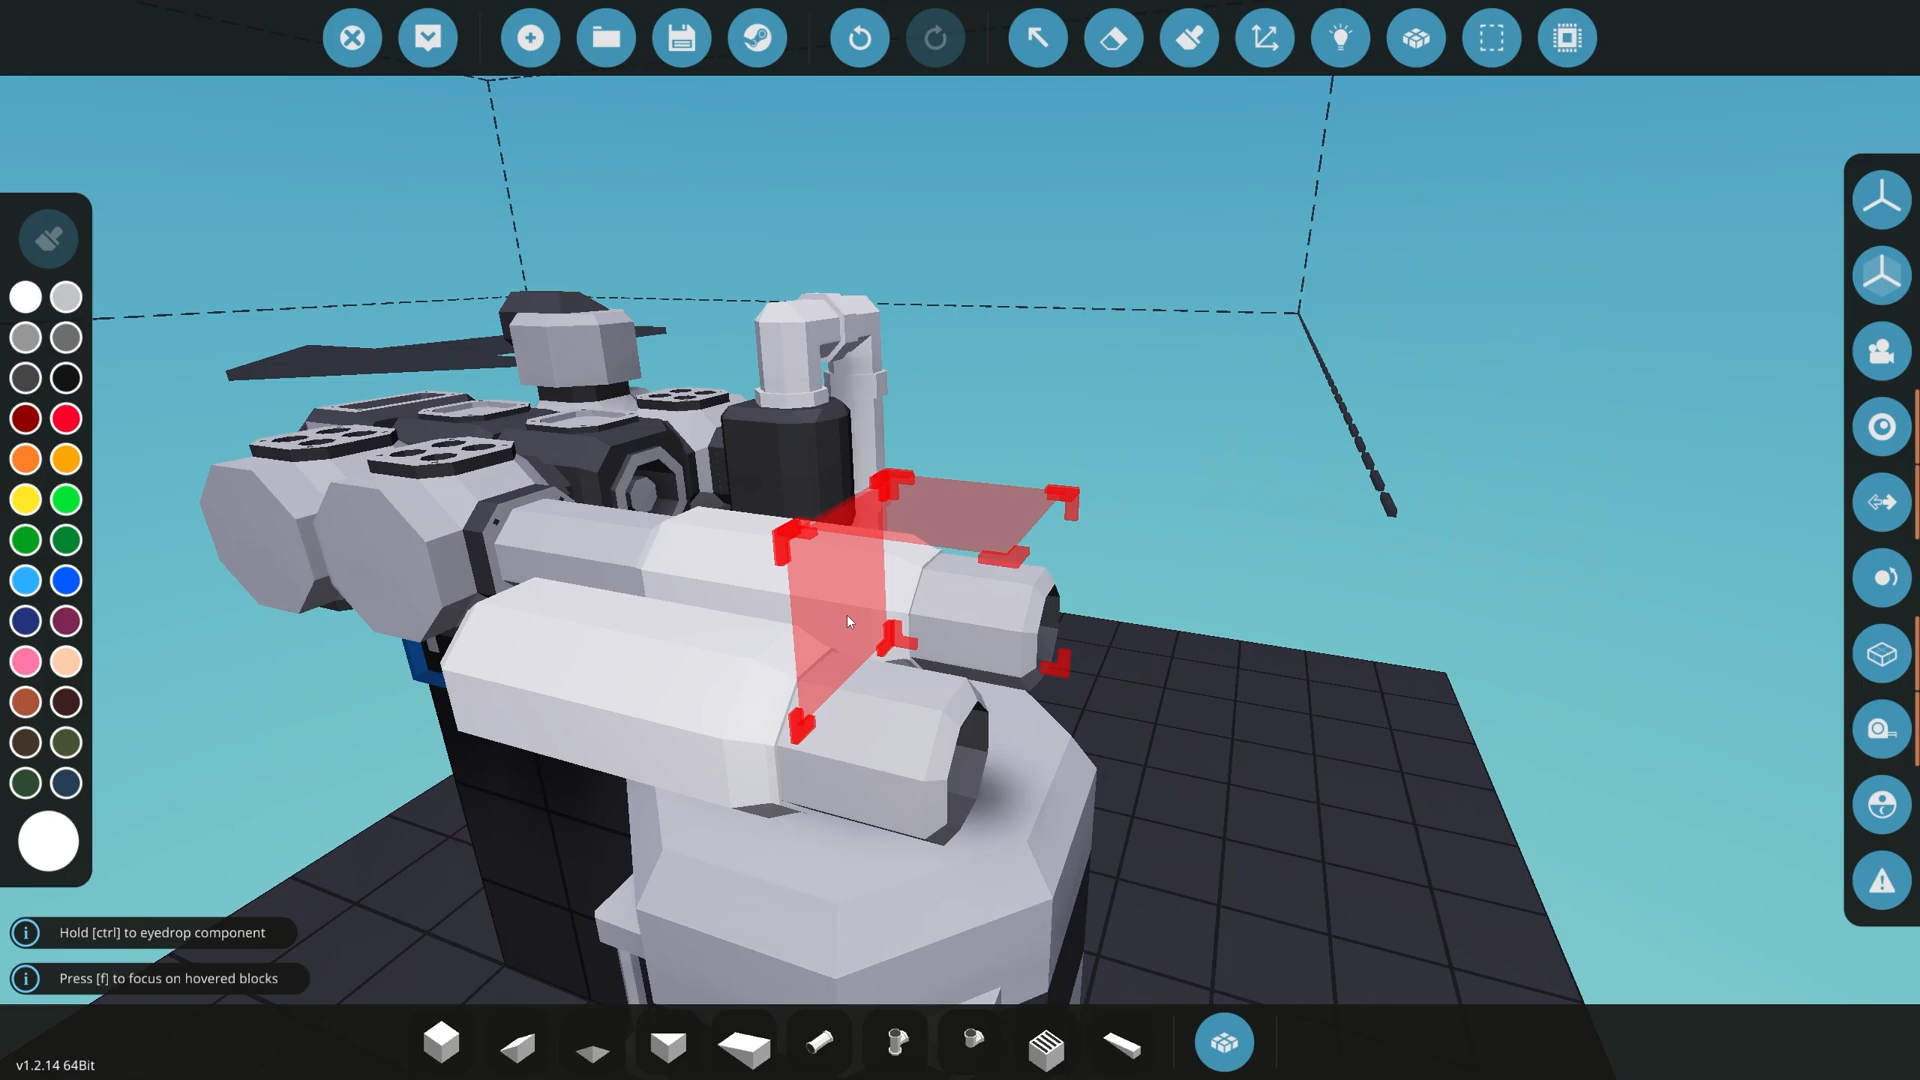 Hold [ctrl] to eyedrop component
Press [f] to focus on hovered blocks
v1.2.14 64Bit